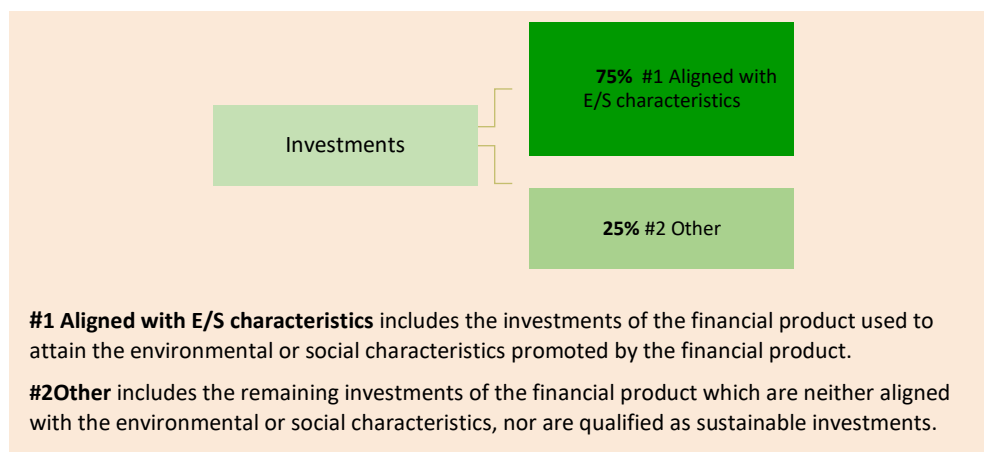 75% #1 Aligned with
E/S characteristics
Investments
25% #2 Other
#1 Aligned with E/S characteristics includes the investments of the financial product used to
attain the environmental or social characteristics promoted by the financial product.
#2Other includes the remaining investments of the financial product which are neither aligned
with the environmental or social characteristics, nor are qualified as sustainable investments.